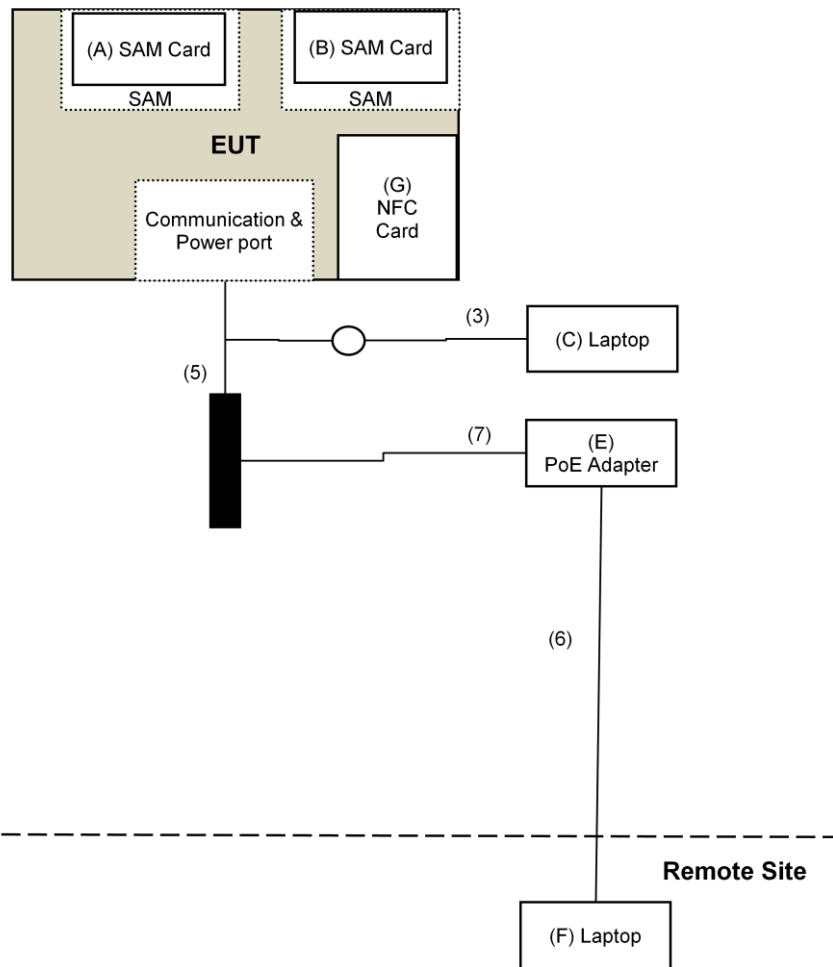 (A) SAM Card
(B) SAM Card
SAM
SAM
EUT
(G)
NFC
Card
Communication &
Power port
(3)
(C) Laptop
(5)
(7)
(E)
PoE Adapter
(6)
Remote Site
(F) Laptop